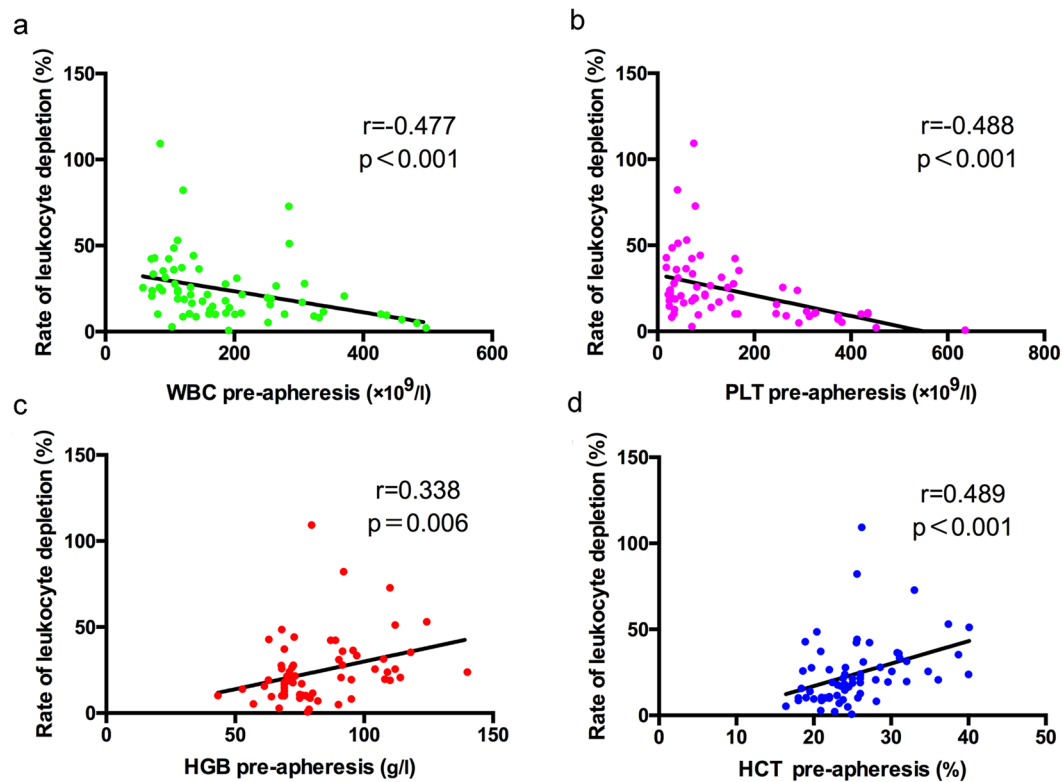 a
Rate of leukocyte depletion (%)
150
100
50
0
0
200
400
600
WBC pre-apheresis (×10⁹/l)
r=-0.477
p<0.001
b
Rate of leukocyte depletion (%)
150
100
50
0
0
200
400
600
800
PLT pre-apheresis (×10⁹/l)
r=-0.488
p<0.001
c
Rate of leukocyte depletion (%)
150
100
50
0
0
50
100
150
HGB pre-apheresis (g/l)
r=0.338
p=0.006
d
Rate of leukocyte depletion (%)
150
100
50
0
0
10
20
30
40
50
HCT pre-apheresis (%)
r=0.489
p<0.001